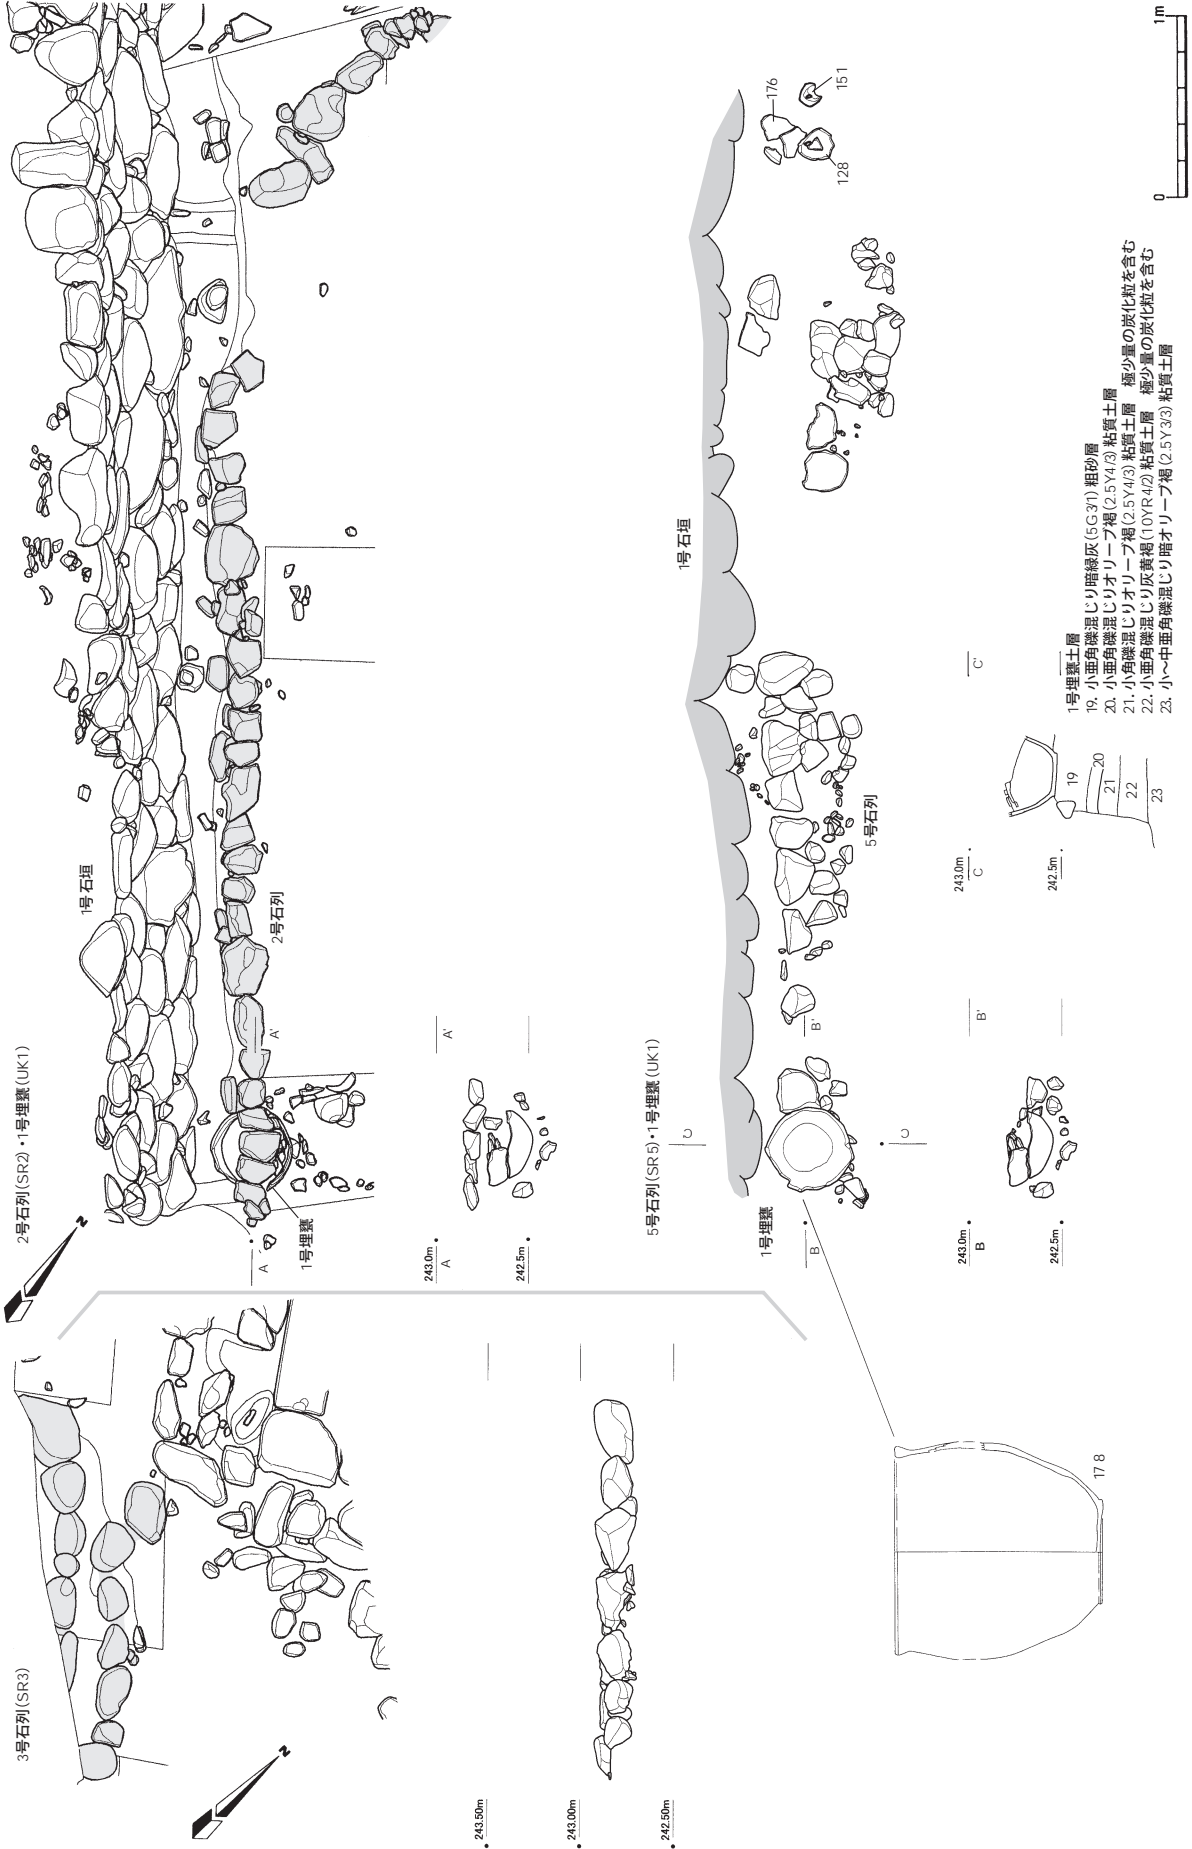 3号石列(SR3)
N
243.50m
243.00m
242.50m
2号石列(SR2)・1号埋甕(UK1)
N
1号石垣
2号石列
1号埋甕
A
A'
243.0m
A
A'
242.5m
5号石列(SR5)・1号埋甕(UK1)
1号石垣
5号石列
1号埋甕
176
151
128
B
B'
C
C'
243.0m
B
B'
242.5m
243.0m
C
C'
242.5m
19
20
21
22
23
178
1号埋甕土層
19. 小亜角礫混じり暗緑灰(5G3/1)粗砂層
20. 小亜角礫混じりオリーブ褐(2.5Y4/3)粘質土層
21. 小角礫混じりオリーブ褐(2.5Y4/3)粘質土層 極少量の炭化粒を含む
22. 小亜角礫混じり灰黄褐(10YR4/2)粘質土層 極少量の炭化粒を含む
23. 小〜中亜角礫混じり暗オリーブ褐(2.5Y3/3)粘質土層
0
1m